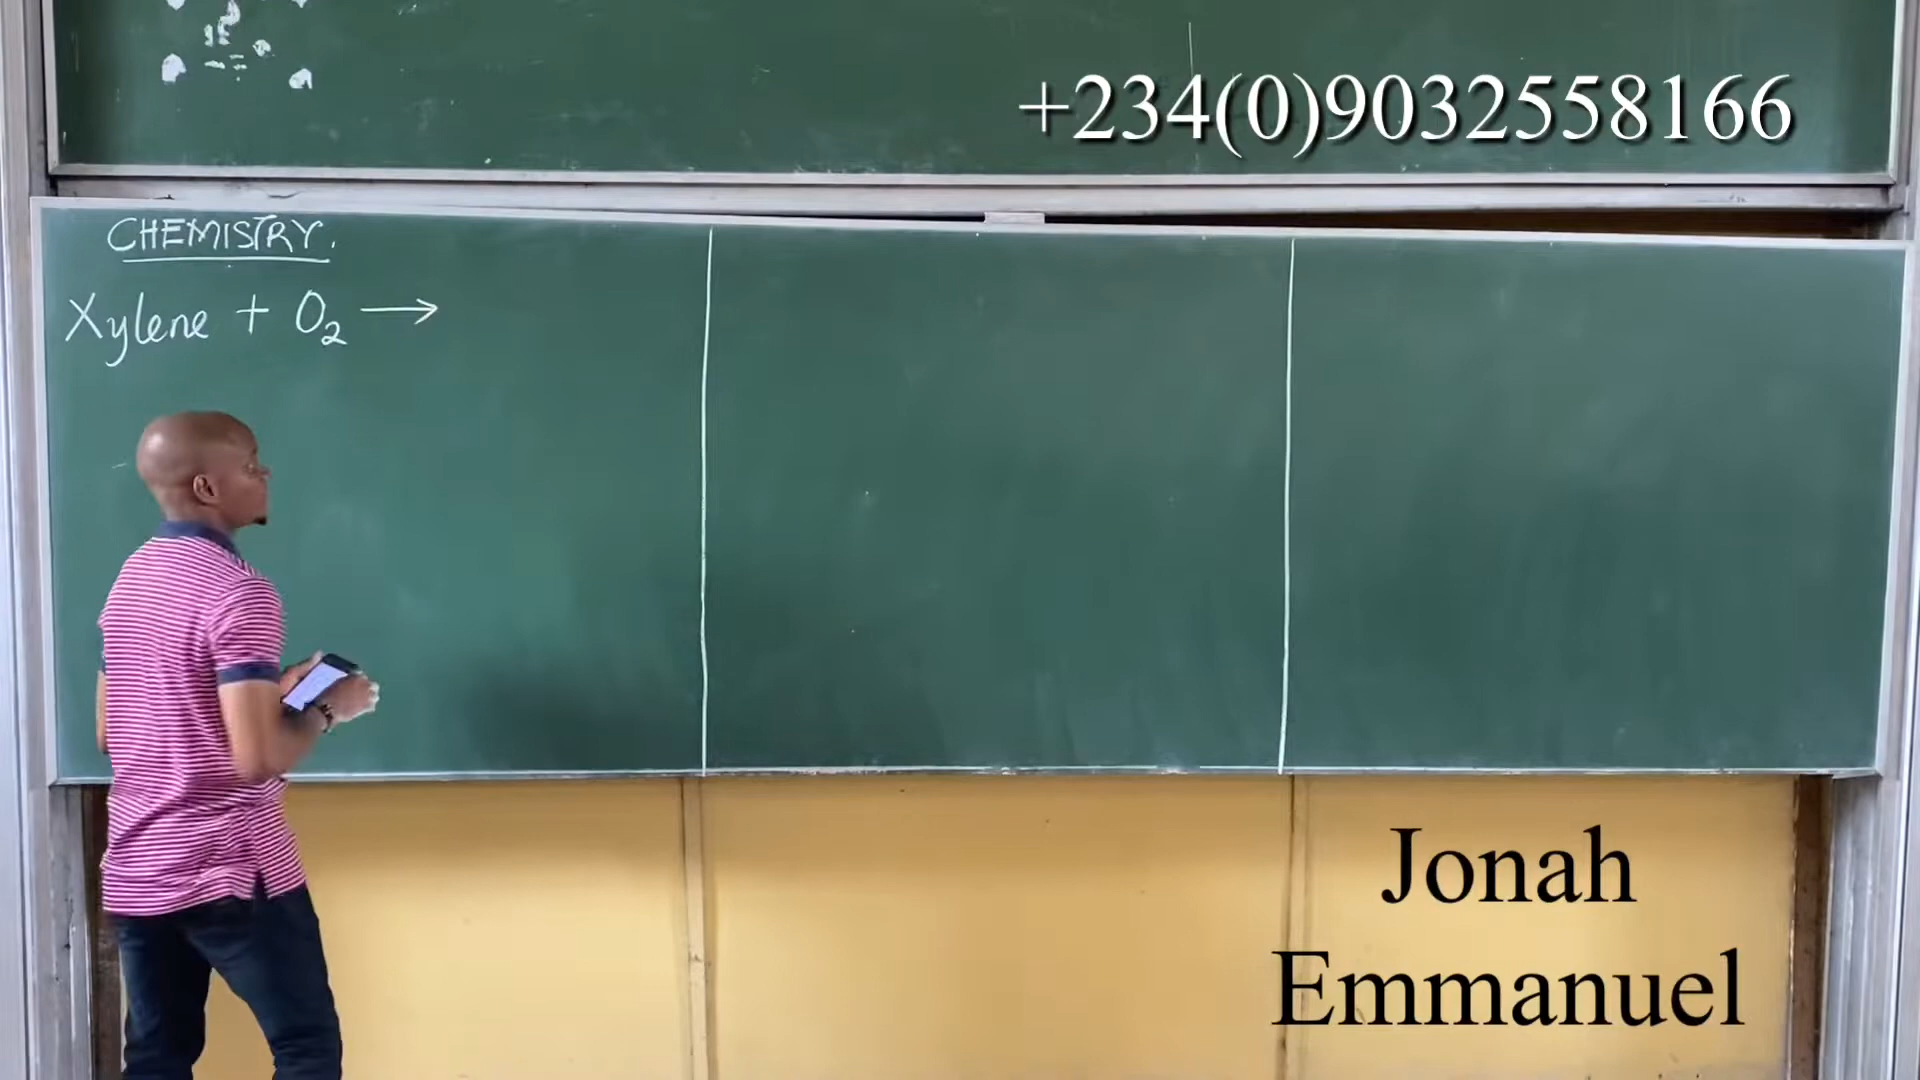 +234(0)9032558166
CHEMISTRY.
Xylene + O₂ →
Jonah
Emmanuel